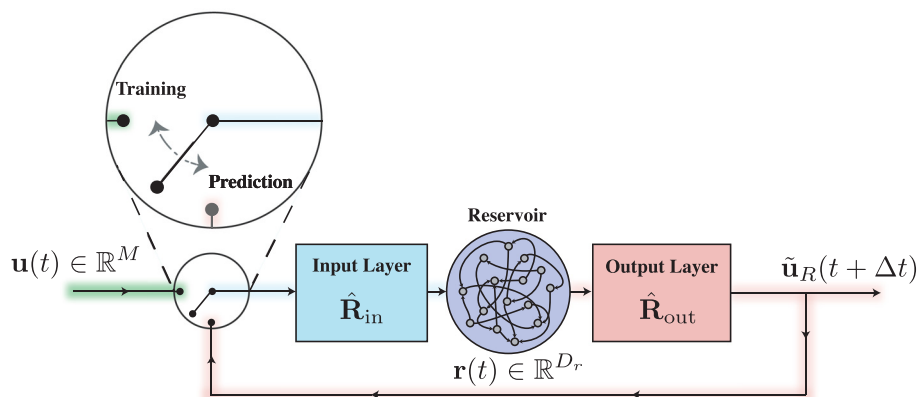 Training
Prediction
Reservoir
u(t) ∈ ℝ^M
Input Layer
R̂_in
Output Layer
R̂_out
ũ_R(t + Δt)
r(t) ∈ ℝ^{D_r}